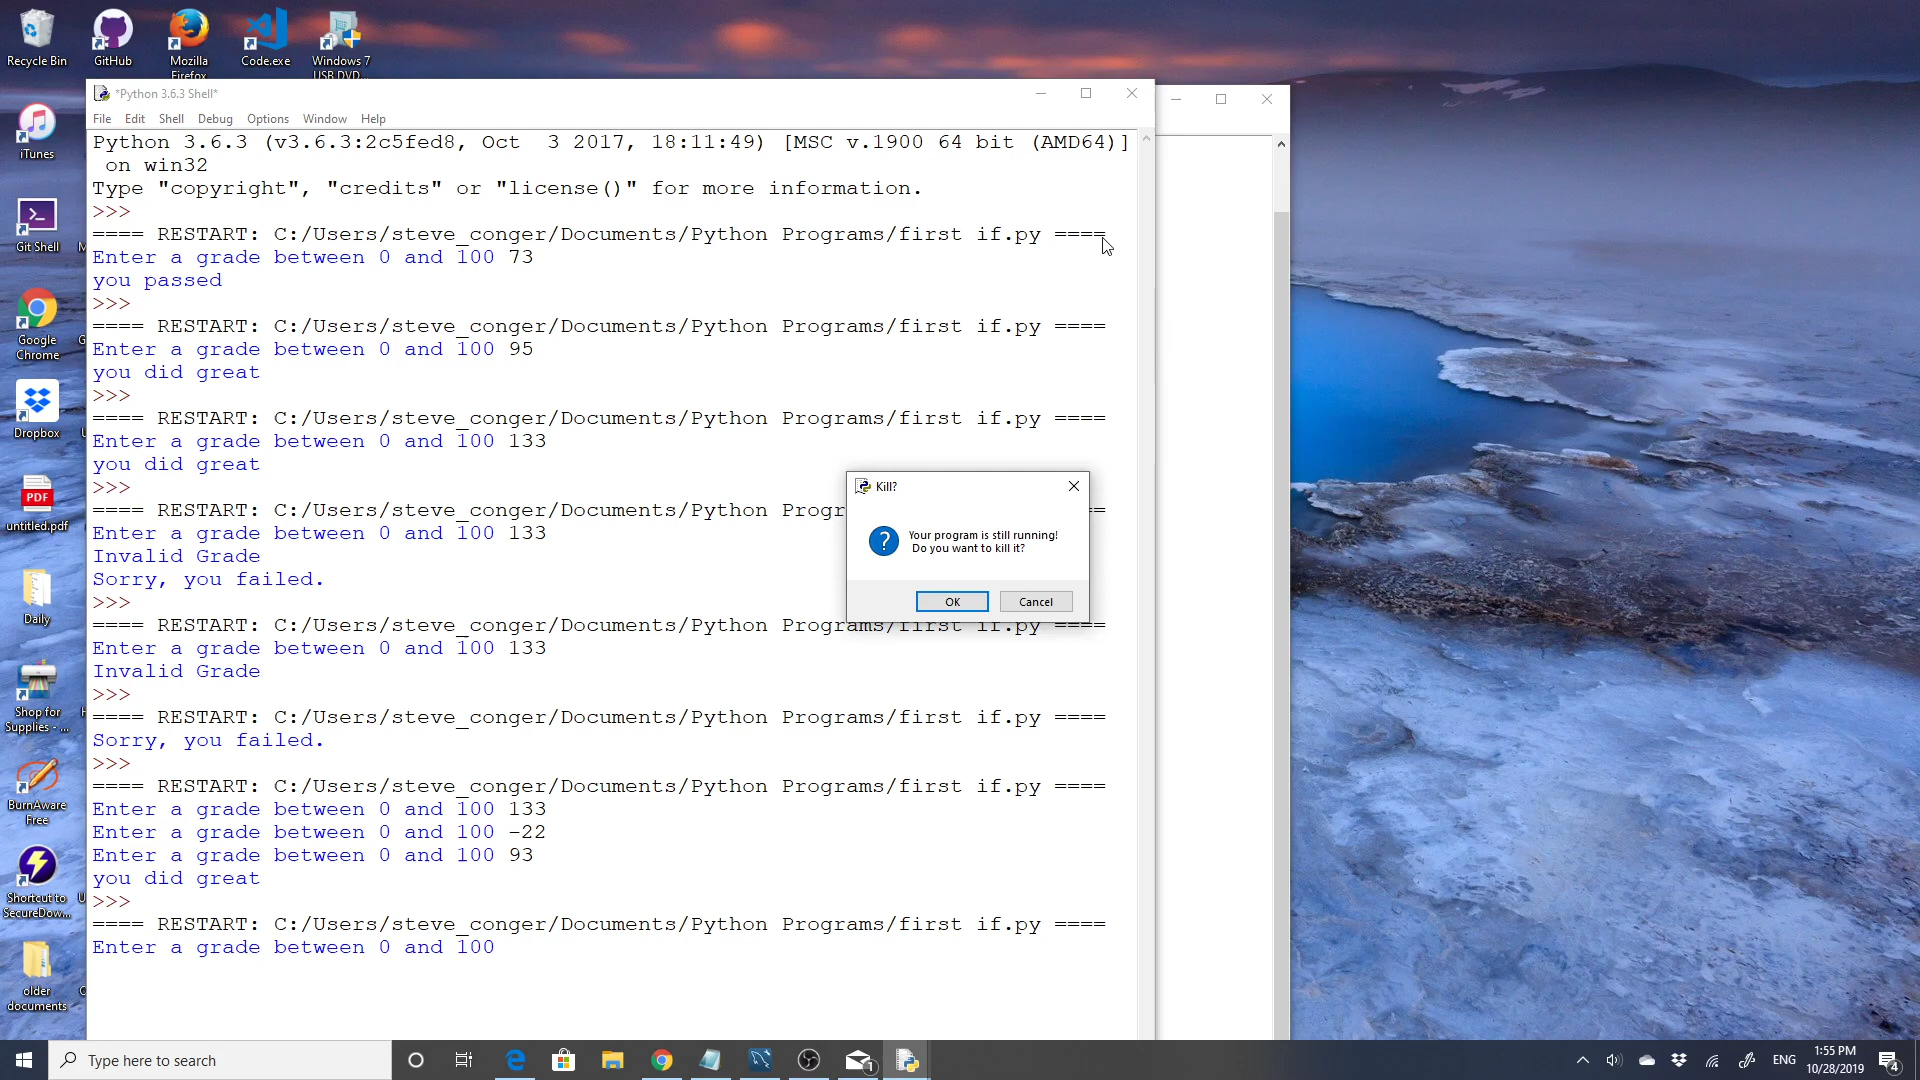 Recycle Bin
GitHub
Mozilla
Firefox
Code.exe
Windows 7
USB DVD...
iTunes
Git Shell
Google
Chrome
Dropbox
PDF
untitled.pdf
Daily
Shop for
Supplies - ...
BurnAware
Free
Shortcut to
SecureDow...
older
documents
*Python 3.6.3 Shell*
File Edit Shell Debug Options Window Help
Python 3.6.3 (v3.6.3:2c5fed8, Oct  3 2017, 18:11:49) [MSC v.1900 64 bit (AMD64)]
on win32
Type "copyright", "credits" or "license()" for more information.
>>>
==== RESTART: C:/Users/steve_conger/Documents/Python Programs/first if.py ====
Enter a grade between 0 and 100 73
you passed
>>>
==== RESTART: C:/Users/steve_conger/Documents/Python Programs/first if.py ====
Enter a grade between 0 and 100 95
you did great
>>>
==== RESTART: C:/Users/steve_conger/Documents/Python Programs/first if.py ====
Enter a grade between 0 and 100 133
you did great
>>>
==== RESTART: C:/Users/steve_conger/Documents/Python Progr ==
Enter a grade between 0 and 100 133
Invalid Grade
Sorry, you failed.
>>>
==== RESTART: C:/Users/steve_conger/Documents/Python Programs/first if.py ====
Enter a grade between 0 and 100 133
Invalid Grade
>>>
==== RESTART: C:/Users/steve_conger/Documents/Python Programs/first if.py ====
Sorry, you failed.
>>>
==== RESTART: C:/Users/steve_conger/Documents/Python Programs/first if.py ====
Enter a grade between 0 and 100 133
Enter a grade between 0 and 100 -22
Enter a grade between 0 and 100 93
you did great
>>>
==== RESTART: C:/Users/steve_conger/Documents/Python Programs/first if.py ====
Enter a grade between 0 and 100
Kill?
Your program is still running!
Do you want to kill it?
OK Cancel
Type here to search
1
ENG
1:55 PM
10/28/2019
4